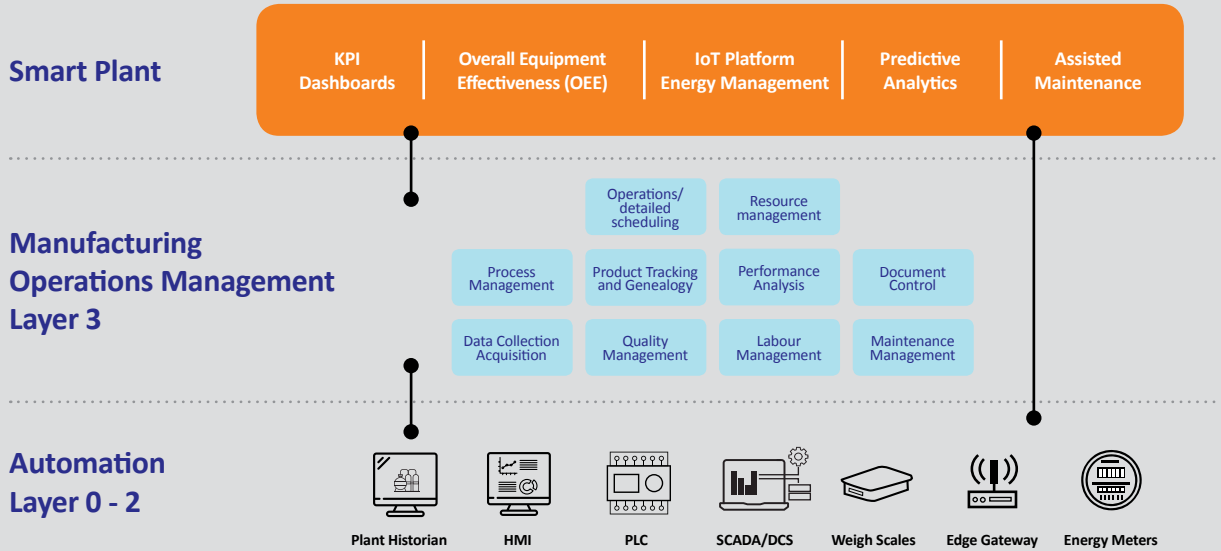 Smart Plant
KPI
Dashboards
Overall Equipment
Effectiveness (OEE)
IoT Platform
Energy Management
Predictive
Analytics
Assisted
Maintenance
Manufacturing
Operations Management
Layer 3
Operations/
detailed
scheduling
Resource
management
Process
Management
Product Tracking
and Genealogy
Performance
Analysis
Document
Control
Data Collection
Acquisition
Quality
Management
Labour
Management
Maintenance
Management
Automation
Layer 0 - 2
Plant Historian
HMI
PLC
SCADA/DCS
Weigh Scales
Edge Gateway
Energy Meters